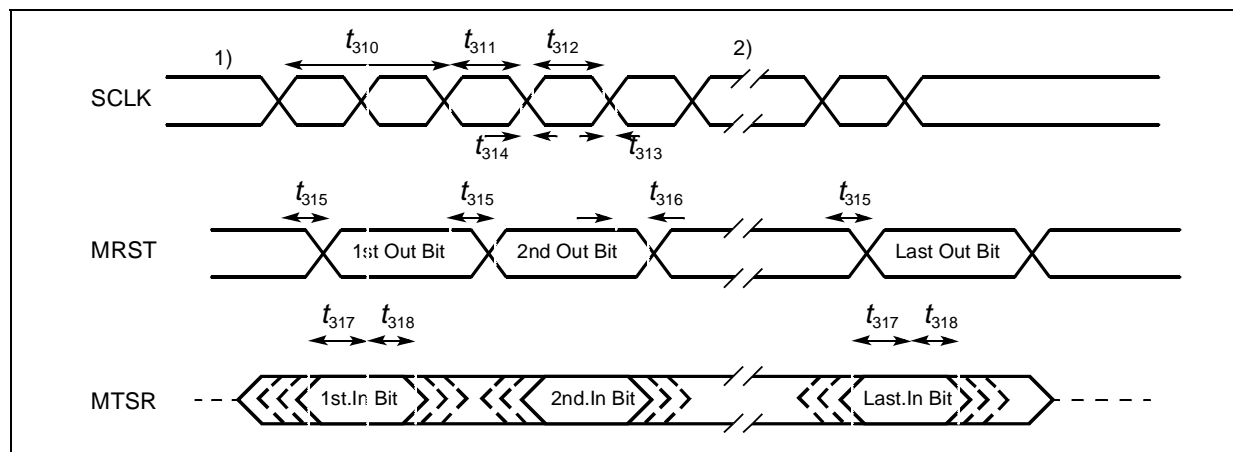 1) t310 t311 t312 2)
SCLK
t314 t313
t315 t315 t316 t315
MRST 1st Out Bit 2nd Out Bit Last Out Bit
t317 t318 t317 t318
MTSR 1st.In Bit 2nd.In Bit Last.In Bit